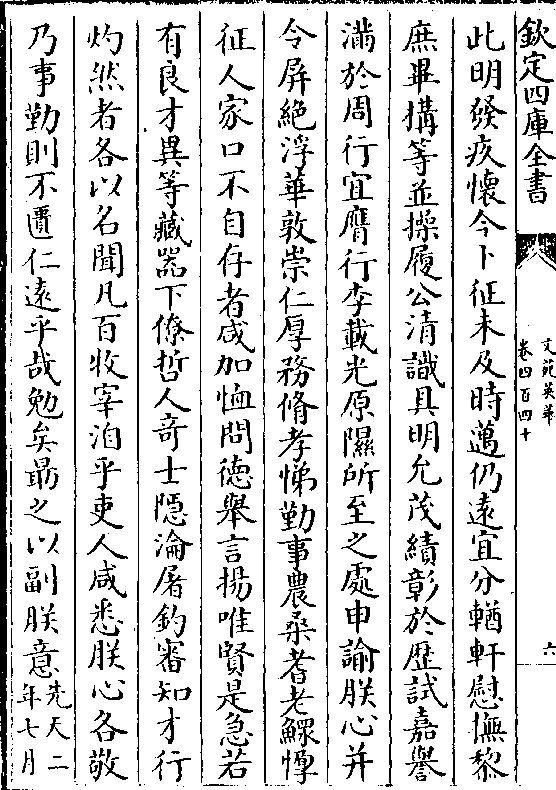 欽定四庫全書
文苑英華
卷四百四十
六
此明發疚懷今卜征未及時邁仍遠宜分輶軒慰撫黎
庶畢搆等並操履公清識具明允茂績彰於歷試嘉譽
滿於周行宜膺行李載光原隰所至之處申諭朕心并
令屏絶浮華敦崇仁厚務脩孝悌勤事農桑耆老鰥惸
征人家口不自存者咸加恤問德舉言揚唯賢是急若
有良才異等藏器下僚哲人奇士隱淪屠釣審知才行
灼然者各以名聞凡百牧宰洎乎吏人咸悉朕心各敬
乃事勤則不匱仁遠乎哉勉矣勗之以副朕意先天二年七月